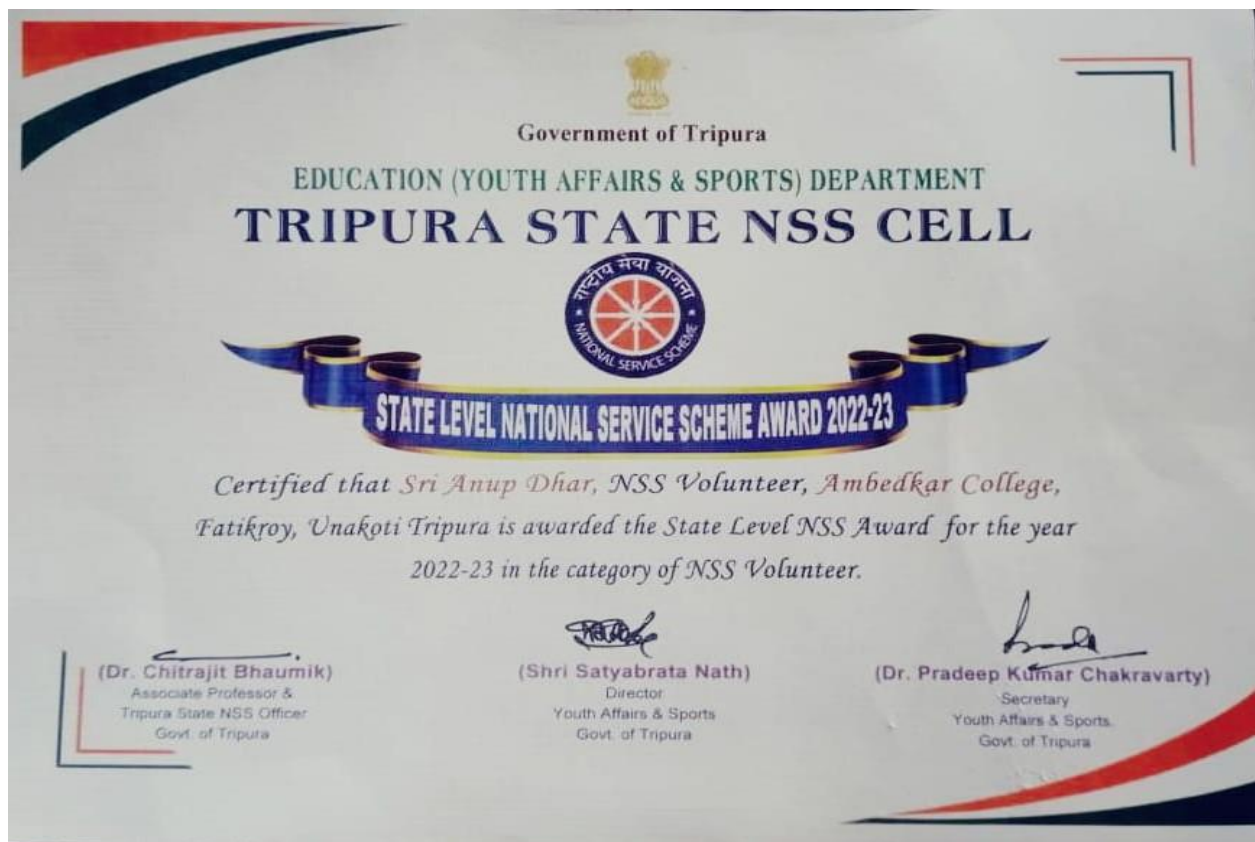 Government of Tripura
EDUCATION (YOUTH AFFAIRS & SPORTS) DEPARTMENT
TRIPURA STATE NSS CELL
राष्ट्रीय सेवा योजना
NATIONAL SERVICE SCHEME
STATE LEVEL NATIONAL SERVICE SCHEME AWARD 2022-23
Certified that Sri Anup Dhar, NSS Volunteer, Ambedkar College,
Fatikroy, Unakoti Tripura is awarded the State Level NSS Award for the year
2022-23 in the category of NSS Volunteer.
(Dr. Chitrajit Bhaumik)
Associate Professor &
Tripura State NSS Officer
Govt. of Tripura
(Shri Satyabrata Nath)
Director
Youth Affairs & Sports
Govt. of Tripura
(Dr. Pradeep Kumar Chakravarty)
Secretary
Youth Affairs & Sports.
Govt. of Tripura